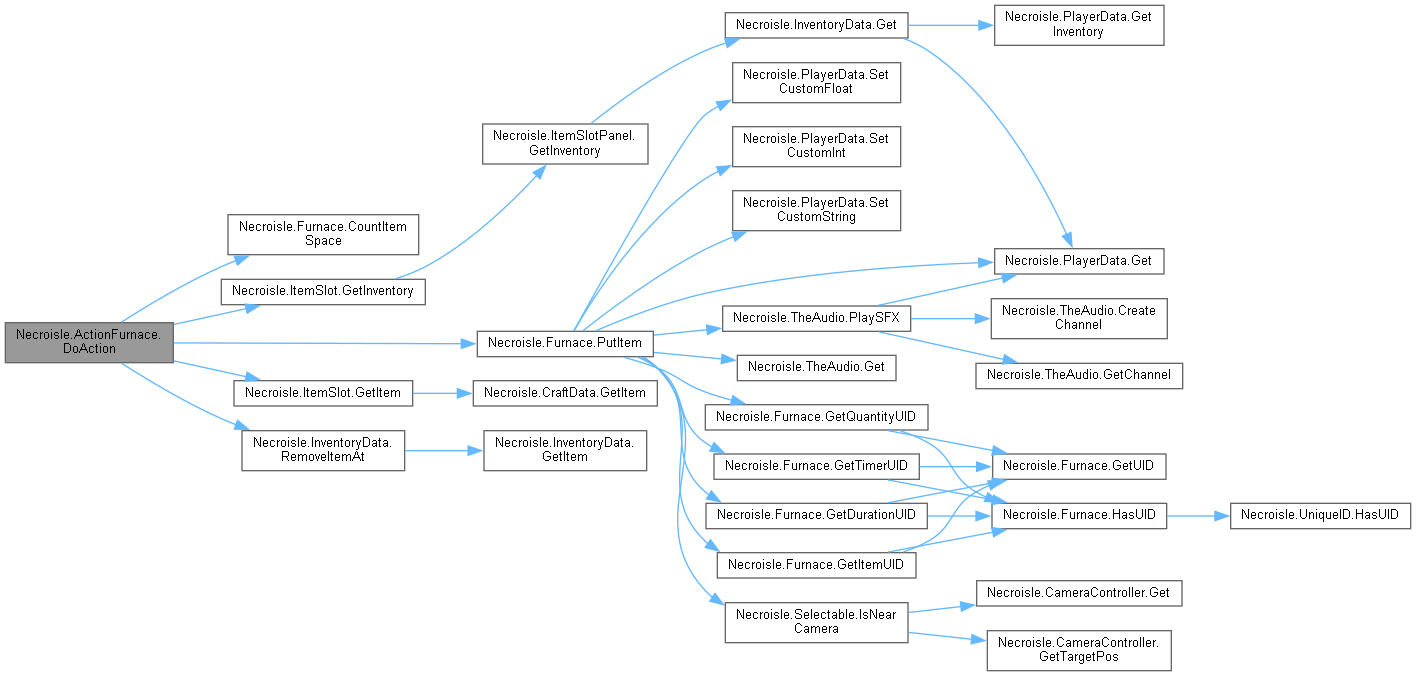 Necroisle.ActionFurnace.
DoAction
Necroisle.Furnace.CountItem
Space
Necroisle.ItemSlot.GetInventory
Necroisle.ItemSlotPanel.
GetInventory
Necroisle.InventoryData.Get
Necroisle.PlayerData.Get
Inventory
Necroisle.PlayerData.Get
Necroisle.Furnace.PutItem
Necroisle.PlayerData.Set
CustomFloat
Necroisle.PlayerData.Set
CustomInt
Necroisle.PlayerData.Set
CustomString
Necroisle.TheAudio.PlaySFX
Necroisle.TheAudio.Create
Channel
Necroisle.TheAudio.GetChannel
Necroisle.TheAudio.Get
Necroisle.Furnace.GetQuantityUID
Necroisle.Furnace.GetTimerUID
Necroisle.Furnace.GetDurationUID
Necroisle.Furnace.GetItemUID
Necroisle.Furnace.GetUID
Necroisle.Furnace.HasUID
Necroisle.UniqueID.HasUID
Necroisle.Selectable.IsNear
Camera
Necroisle.CameraController.Get
Necroisle.CameraController.
GetTargetPos
Necroisle.ItemSlot.GetItem
Necroisle.CraftData.GetItem
Necroisle.InventoryData.
RemoveItemAt
Necroisle.InventoryData.
GetItem